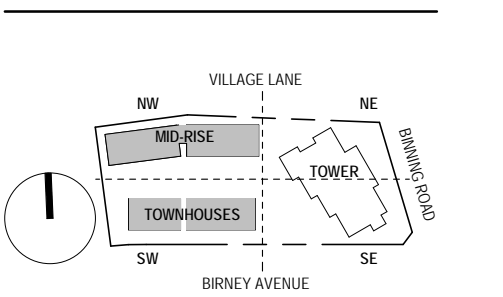 VILLAGE LANE
NW
NE
MID-RISE
BINNING ROAD
TOWER
TOWNHOUSES
SW
SE
BIRNEY AVENUE